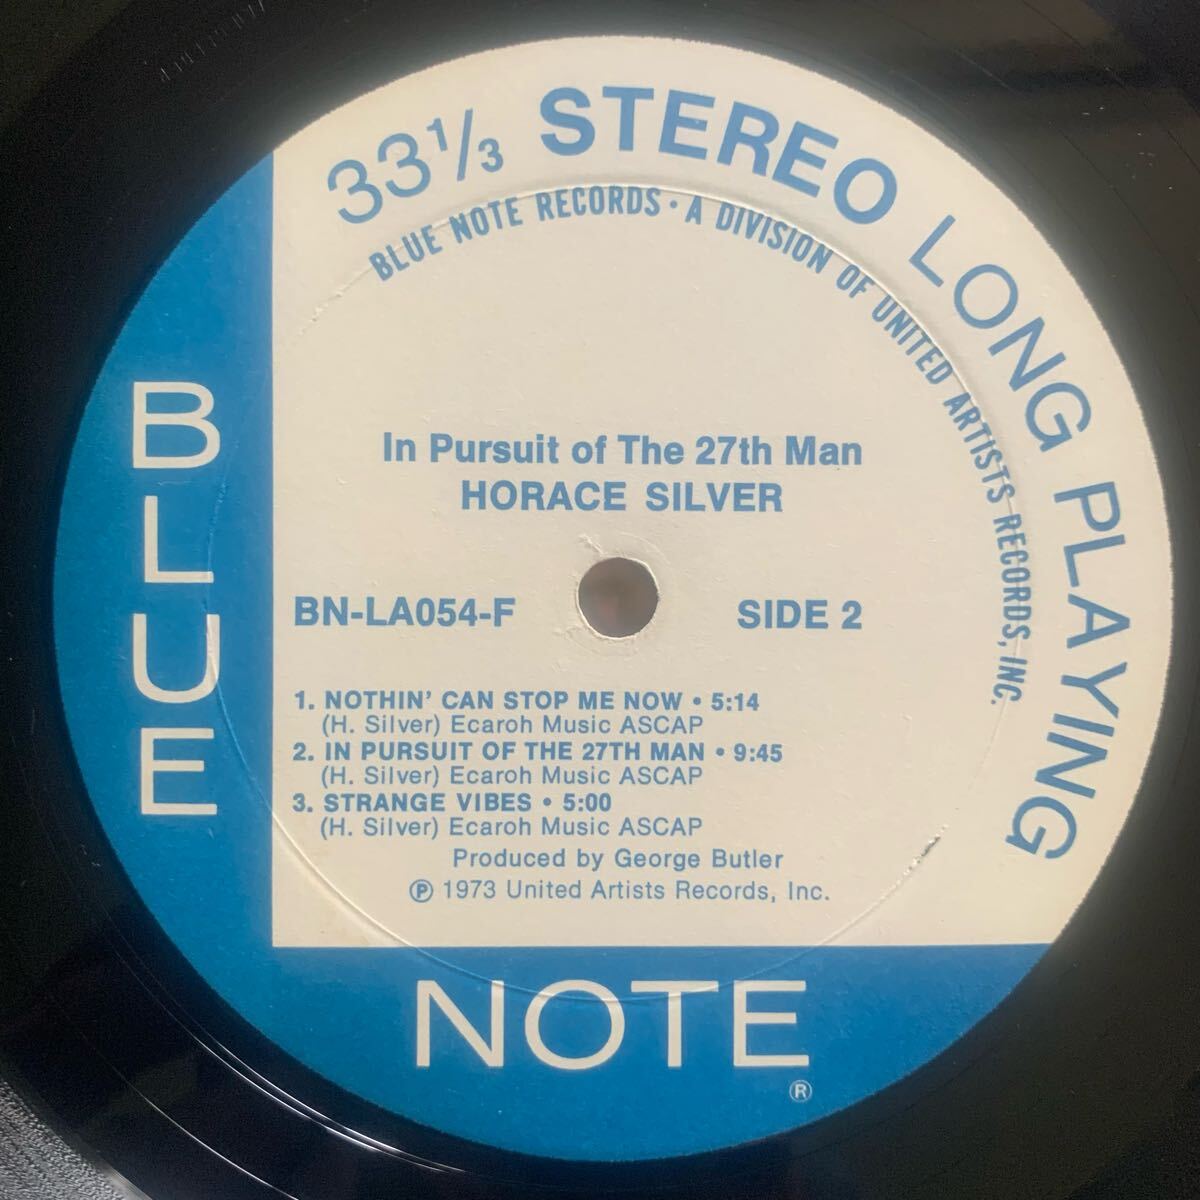 33⅓ STEREO LONG PLAYING
BLUE NOTE RECORDS • A DIVISION OF UNITED ARTISTS RECORDS, INC.
In Pursuit of The 27th Man
HORACE SILVER
BN-LA054-F SIDE 2
1. NOTHIN' CAN STOP ME NOW • 5:14
(H. Silver) Ecaroh Music ASCAP
2. IN PURSUIT OF THE 27TH MAN • 9:45
(H. Silver) Ecaroh Music ASCAP
3. STRANGE VIBES • 5:00
(H. Silver) Ecaroh Music ASCAP
Produced by George Butler
℗ 1973 United Artists Records, Inc.
BLUE
NOTE
®